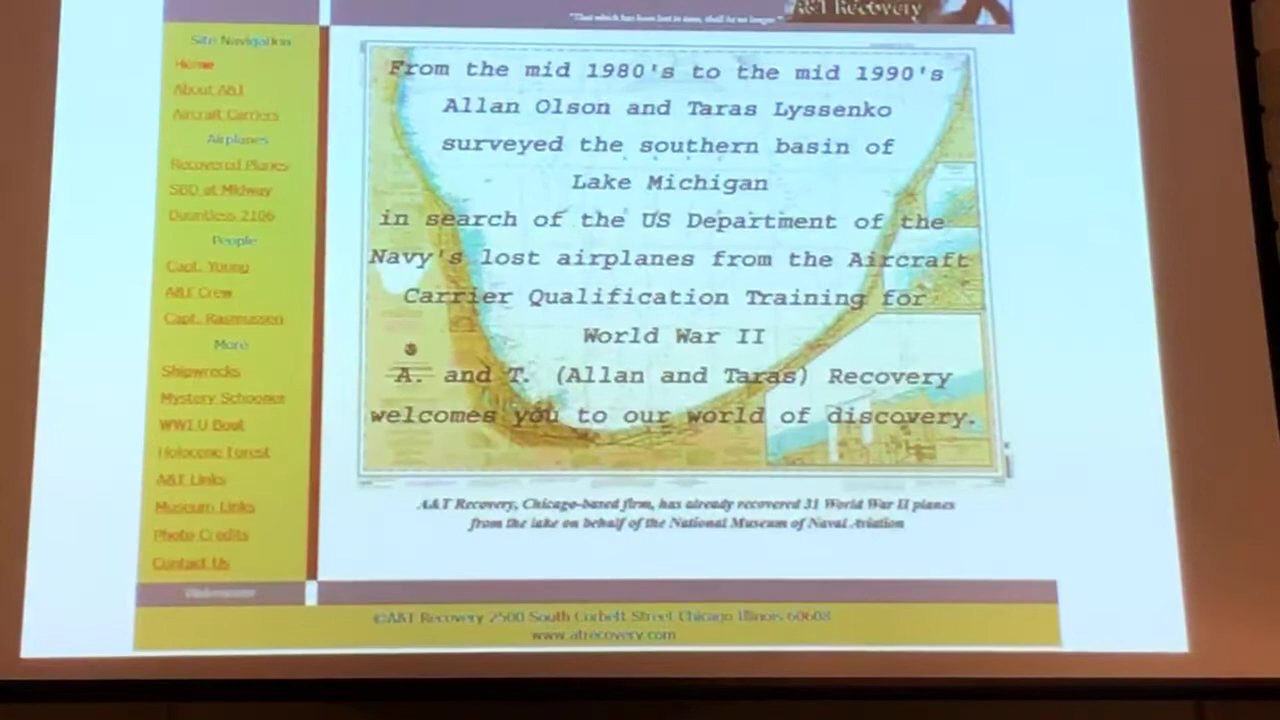 "That which has been lost in time, shall be no longer."
A&T Recovery
Site Navigation
Home
About A&T
Aircraft Carriers
Airplanes
Recovered Planes
SBD at Midway
Dauntless 2106
People
Capt. Young
A&T Crew
Capt. Rasmussen
More
Shipwrecks
Mystery Schooner
WWI U Boat
Holocene Forest
A&T Links
Museum Links
Photo Credits
Contact Us
Webmaster
From the mid 1980's to the mid 1990's
Allan Olson and Taras Lyssenko
surveyed the southern basin of
Lake Michigan
in search of the US Department of the
Navy's lost airplanes from the Aircraft
Carrier Qualification Training for
World War II
A. and T. (Allan and Taras) Recovery
welcomes you to our world of discovery.
A&T Recovery, Chicago-based firm, has already recovered 31 World War II planes
from the lake on behalf of the National Museum of Naval Aviation
©A&T Recovery 2500 South Corbett Street Chicago Illinois 60608
www.atrecovery.com